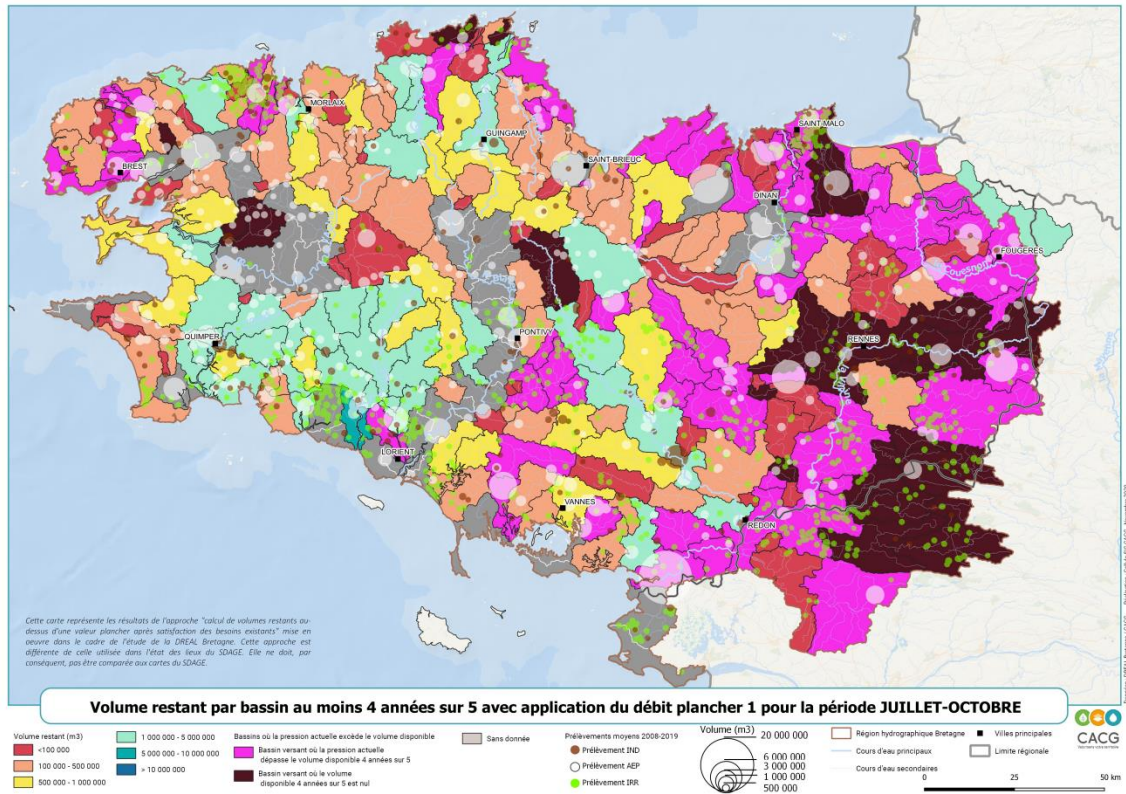 MORLAIX
GUINGAMP
SAINT-MALO
BREST
SAINT-BRIEUC
DINAN
FOUGERES
Couesnon
QUIMPER
PONTIVY
RENNES
la Vilaine
LORIENT
VANNES
REDON
Cette carte représente les résultats de l'approche "calcul de volumes restants au-
dessus d'une valeur plancher après satisfaction des besoins existants" mise en
oeuvre dans le cadre de l'étude de la DREAL Bretagne. Cette approche est
différente de celle utilisée dans l'état des lieux du SDAGE. Elle ne doit, par
conséquent, pas être comparée aux cartes du SDAGE.
Volume restant par bassin au moins 4 années sur 5 avec application du débit plancher 1 pour la période JUILLET-OCTOBRE
Volume restant (m3)
<100 000
100 000 - 500 000
500 000 - 1 000 000
1 000 000 - 5 000 000
5 000 000 - 10 000 000
> 10 000 000
Bassins où la pression actuelle excède le volume disponible
Bassin versant où la pression actuelle
dépasse le volume disponible 4 années sur 5
Bassin versant où le volume
disponible 4 années sur 5 est nul
Sans donnée
Prélèvements moyens 2008-2019
Prélèvement IND
Prélèvement AEP
Prélèvement IRR
Volume (m3)
20 000 000
6 000 000
3 000 000
1 000 000
500 000
Région hydrographique Bretagne
Cours d'eau principaux
Cours d'eau secondaires
Villes principales
Limite régionale
0 25 50 km
CACG